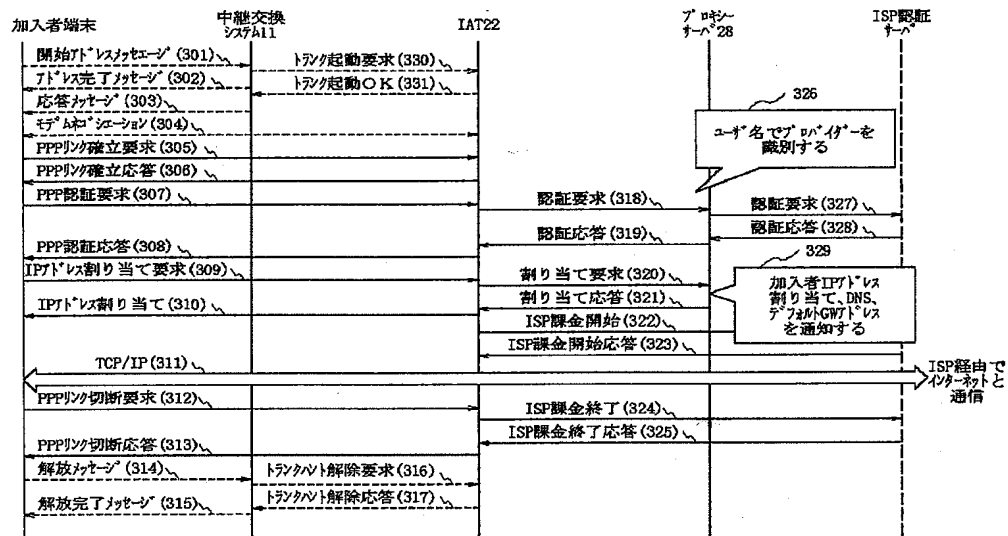 加入者端末
中継交換
システム11
IAT22
プロキシー
サーバ28
ISP認証
サーバ
開始アドレスメッセエージ(301)
トランク起動要求(330)
アドレス完了メッセージ(302)
トランク起動OK(331)
応答メッセージ(303)
326
モデムネゴシエーション(304)
ユーザ名でプロバイダーを
識別する
PPPリンク確立要求(305)
PPPリンク確立応答(306)
PPP認証要求(307)
認証要求(318)
認証要求(327)
認証応答(319)
認証応答(328)
PPP認証応答(308)
329
IPアドレス割り当て要求(309)
割り当て要求(320)
加入者IPアドレス
割り当て、DNS、
デフォルトGWアドレス
を通知する
IPアドレス割り当て(310)
割り当て応答(321)
ISP課金開始(322)
ISP課金開始応答(323)
TCP/IP(311)
ISP経由で
インターネットと
通信
PPPリンク切断要求(312)
ISP課金終了(324)
ISP課金終了応答(325)
PPPリンク切断応答(313)
解放メッセージ(314)
トランクハント解除要求(316)
解放完了メッセージ(315)
トランクハント解除応答(317)